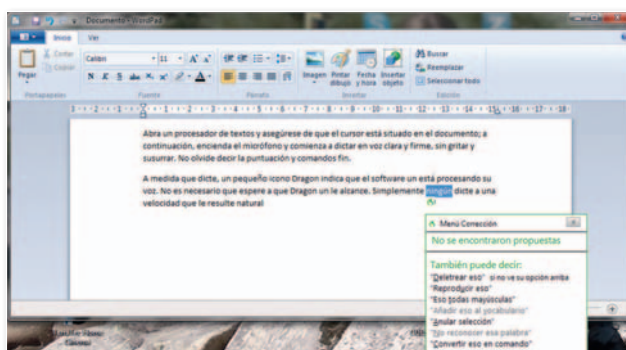 Documento - WordPad
Inicio Ver
Pegar
Cortar
Copiar
Portapapeles
Calibri 11
N K S abc X₂ X²
Fuente
Párrafo
Imagen Pintar dibujo Fecha y hora Insertar objeto
Insertar
Buscar
Reemplazar
Seleccionar todo
Edición
Abra un procesador de textos y asegúrese de que el cursor está situado en el documento; a
continuación, encienda el micrófono y comienza a dictar en voz clara y firme, sin gritar y
susurrar. No olvide decir la puntuación y comandos fin.
A medida que dicte, un pequeño icono Dragon indica que el software un está procesando su
voz. No es necesario que espere a que Dragon un le alcance. Simplemente ningún dicte a una
velocidad que le resulte natural
Menú Corrección
No se encontraron propuestas
También puede decir:
"Deletrear eso" si no ve su opción arriba
"Reproducir eso"
"Eso todas mayúsculas"
"Añadir eso al vocabulario"
"Anular selección"
"No reconocer esa palabra"
"Convertir eso en comando"